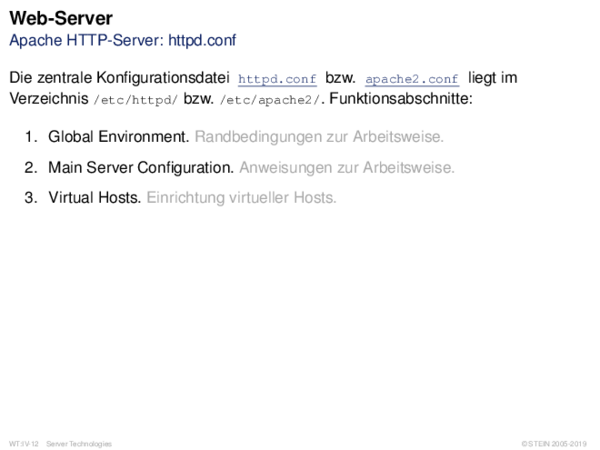 Web-Server
Apache HTTP-Server: httpd.conf
Die zentrale Konfigurationsdatei httpd.conf bzw. apache2.conf liegt im
Verzeichnis /etc/httpd/ bzw. /etc/apache2/. Funktionsabschnitte:
1. Global Environment. Randbedingungen zur Arbeitsweise.
2. Main Server Configuration. Anweisungen zur Arbeitsweise.
3. Virtual Hosts. Einrichtung virtueller Hosts.
WT:IV-12 Server Technologies © STEIN 2005-2019